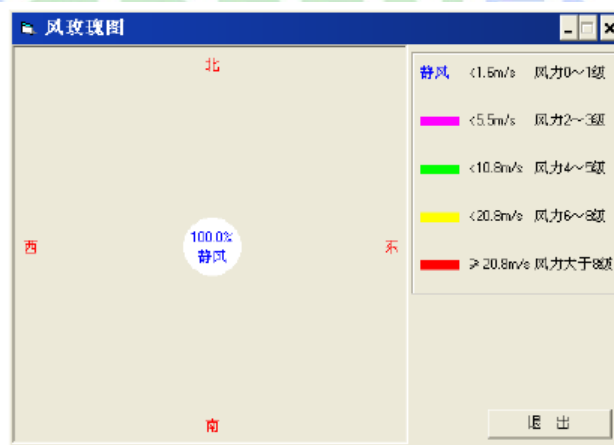 风玫瑰图
北
西
100.0%
静风
东
南
静风 <1.6m/s 风力0～1级
<5.5m/s 风力2～3级
<10.8m/s 风力4～5级
<20.8m/s 风力6～8级
≥20.8m/s 风力大于8级
退 出